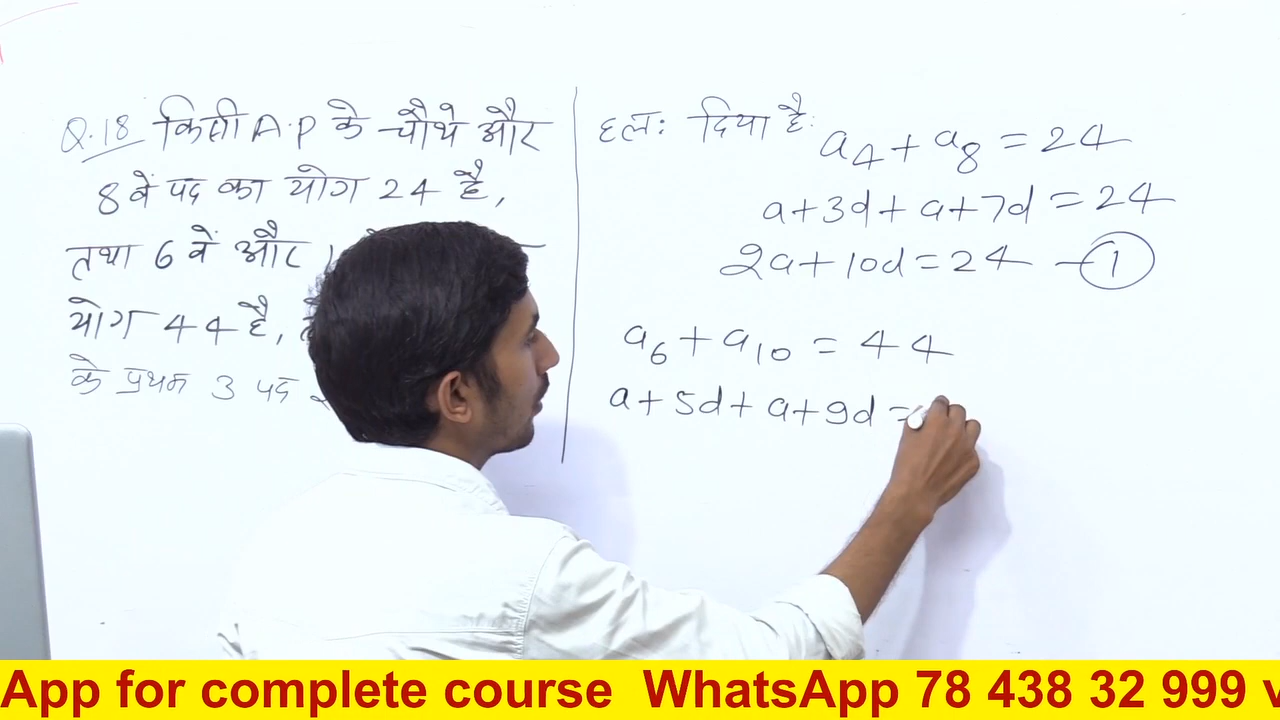 Q.18 किसी A.P के चौथे और
8 वें पद का योग 24 है,
तथा 6 वें और
योग 44 है,
के प्रथम 3 पद
हल: दिया है:
a₄ + a₈ = 24
a+3d+a+7d = 24
2a+10d = 24 — ①
a₆ + a₁₀ = 44
a + 5d + a + 9d =
App for complete course WhatsApp 78 438 32 999